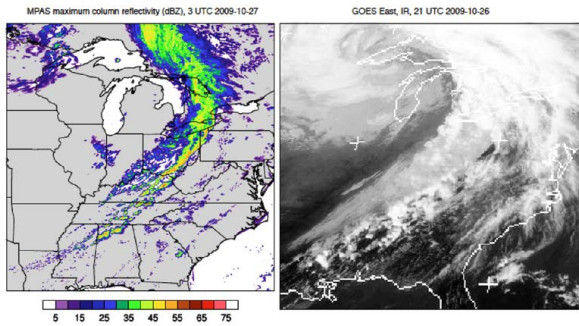 MPAS maximum column reflectivity (dBZ), 3 UTC 2009-10-27
GOES East, IR, 21 UTC 2009-10-26
5 15 25 35 45 55 65 75